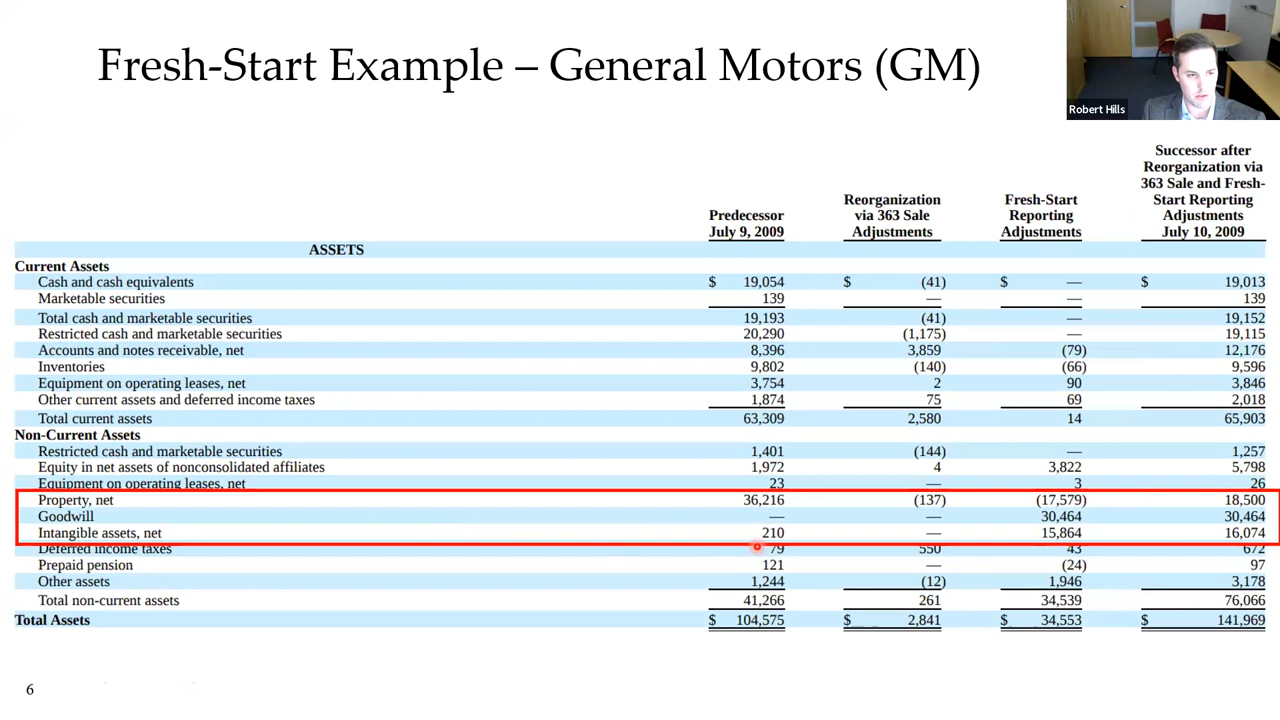 Fresh-Start Example – General Motors (GM)
Robert Hills
Predecessor
July 9, 2009
Reorganization
via 363 Sale
Adjustments
Fresh-Start
Reporting
Adjustments
Successor after
Reorganization via
363 Sale and Fresh-
Start Reporting
Adjustments
July 10, 2009
ASSETS
Current Assets
Cash and cash equivalents $ 19,054 $ (41) $ — $ 19,013
Marketable securities 139 — — 139
Total cash and marketable securities 19,193 (41) — 19,152
Restricted cash and marketable securities 20,290 (1,175) — 19,115
Accounts and notes receivable, net 8,396 3,859 (79) 12,176
Inventories 9,802 (140) (66) 9,596
Equipment on operating leases, net 3,754 2 90 3,846
Other current assets and deferred income taxes 1,874 75 69 2,018
Total current assets 63,309 2,580 14 65,903
Non-Current Assets
Restricted cash and marketable securities 1,401 (144) — 1,257
Equity in net assets of nonconsolidated affiliates 1,972 4 3,822 5,798
Equipment on operating leases, net 23 — 3 26
Property, net 36,216 (137) (17,579) 18,500
Goodwill — — 30,464 30,464
Intangible assets, net 210 — 15,864 16,074
Deferred income taxes 79 550 43 672
Prepaid pension 121 — (24) 97
Other assets 1,244 (12) 1,946 3,178
Total non-current assets 41,266 261 34,539 76,066
Total Assets $ 104,575 $ 2,841 $ 34,553 $ 141,969
6